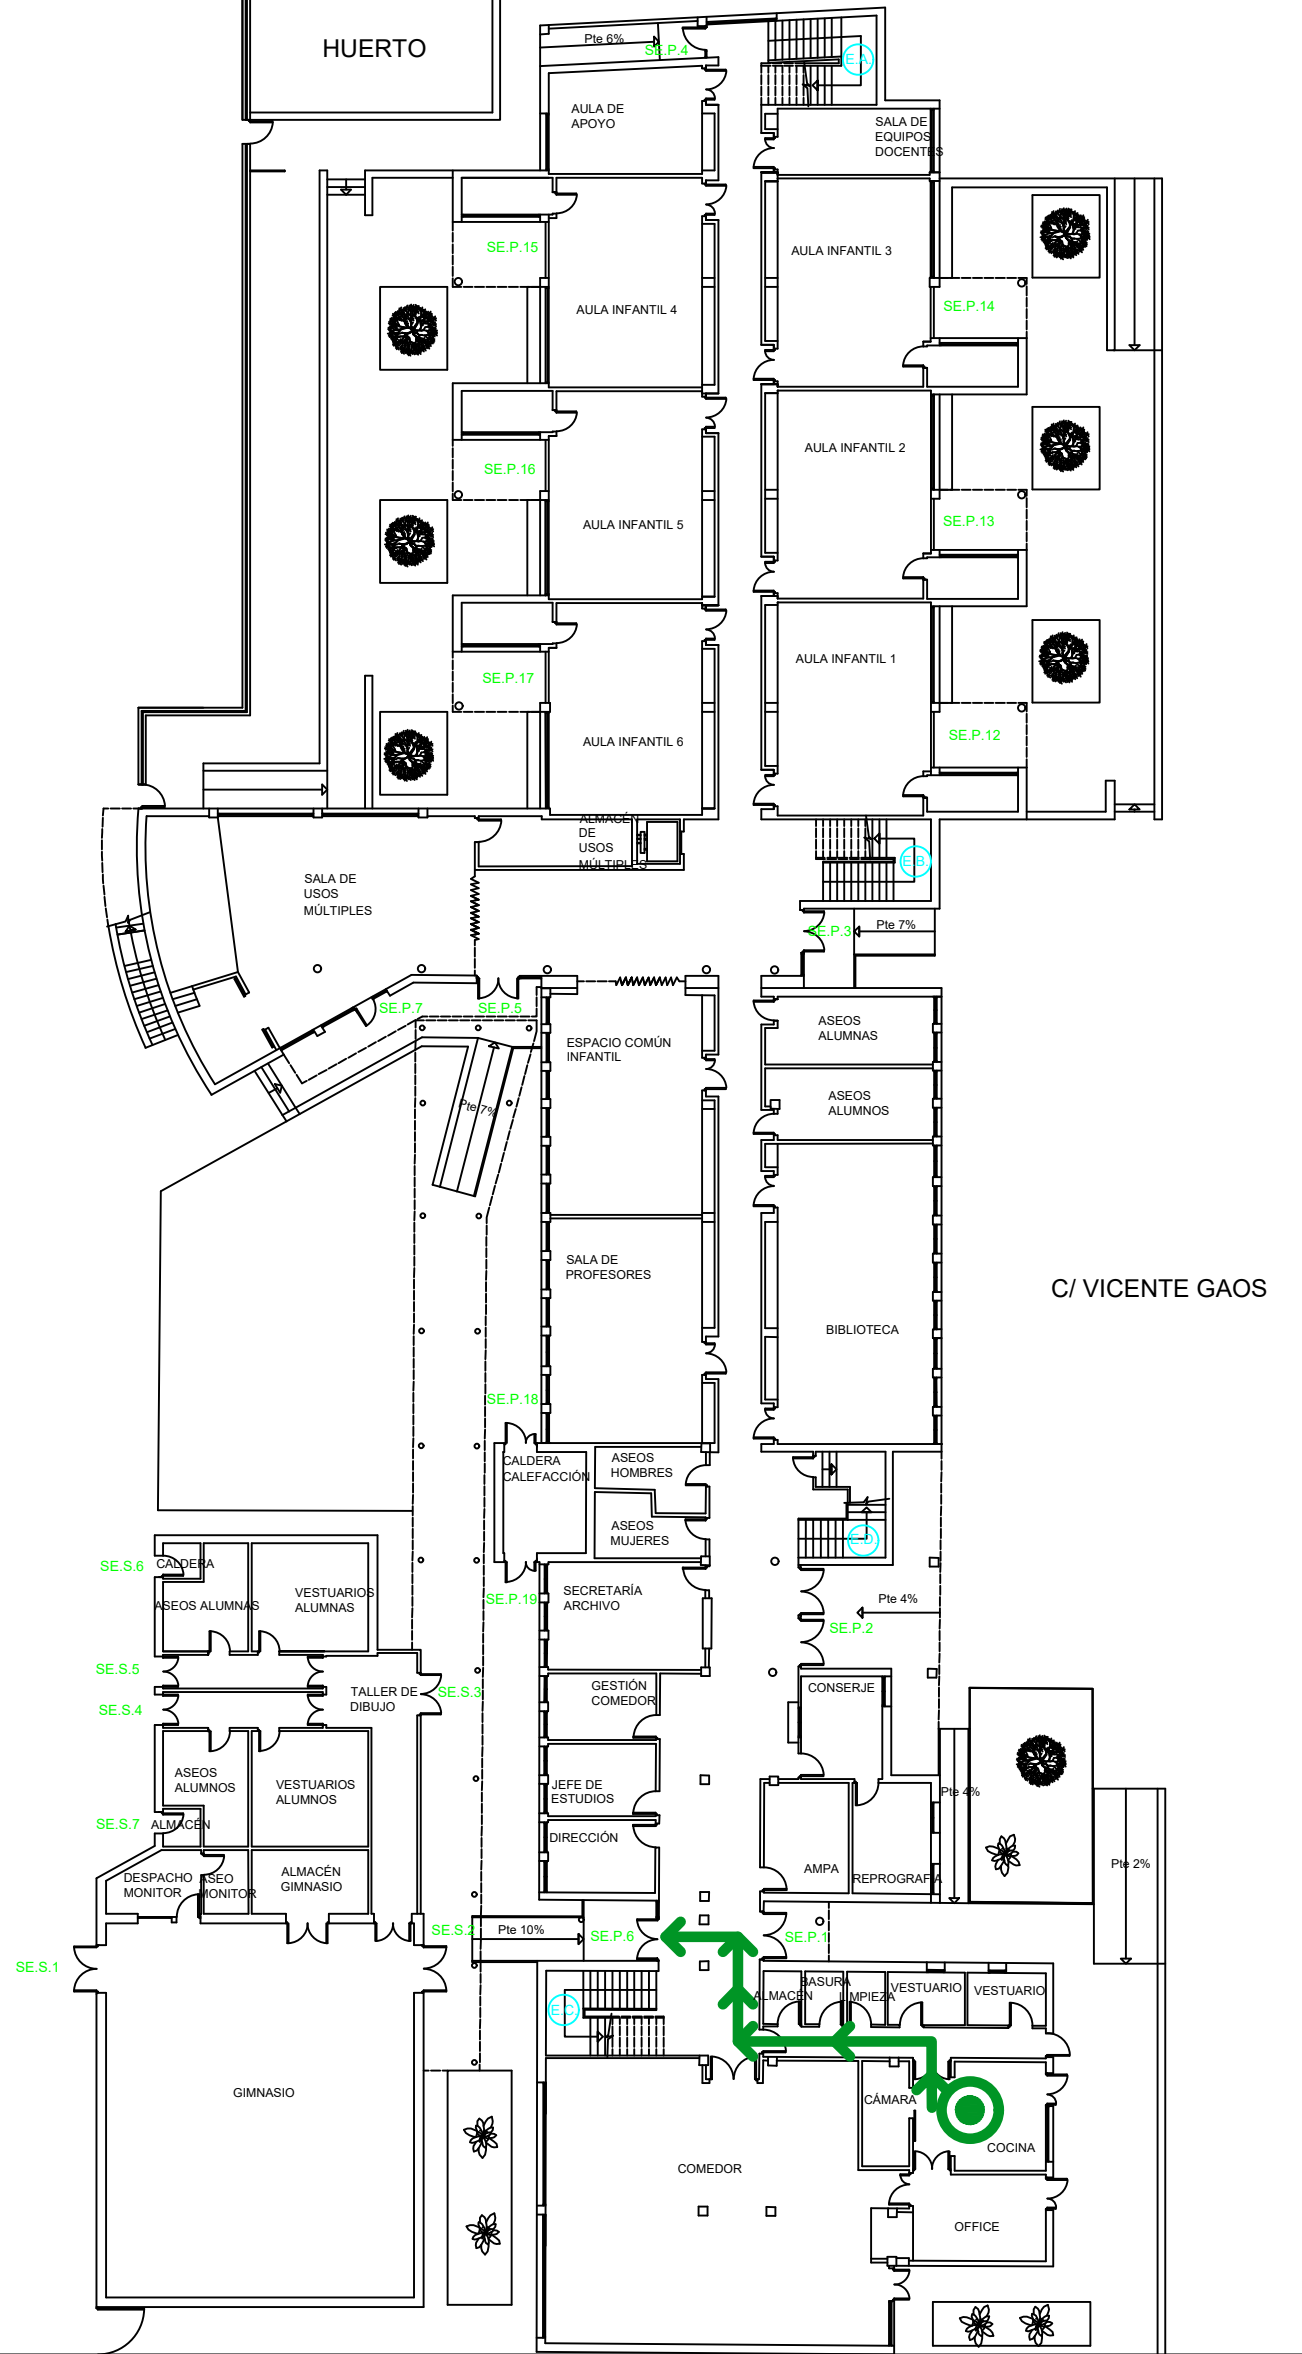 HUERTO
Pte 6%
SE.P.4
E.A.
AULA DE
APOYO
SALA DE
EQUIPOS
DOCENTES
SE.P.15
AULA INFANTIL 3
AULA INFANTIL 4
SE.P.14
AULA INFANTIL 2
SE.P.16
AULA INFANTIL 5
SE.P.13
AULA INFANTIL 1
SE.P.17
AULA INFANTIL 6
SE.P.12
ALMACÉN
DE
USOS
MÚLTIPLES
E.B.
SALA DE
USOS
MÚLTIPLES
SE.P.3
Pte 7%
SE.P.7
SE.P.5
ESPACIO COMÚN
INFANTIL
ASEOS
ALUMNAS
Pte 7%
ASEOS
ALUMNOS
SALA DE
PROFESORES
C/ VICENTE GAOS
BIBLIOTECA
SE.P.18
CALDERA
CALEFACCIÓN
ASEOS
HOMBRES
ASEOS
MUJERES
E.D.
SE.S.6
CALDERA
ASEOS ALUMNAS
VESTUARIOS
ALUMNAS
SE.P.19
SECRETARÍA
ARCHIVO
Pte 4%
SE.P.2
SE.S.5
SE.S.4
TALLER DE
DIBUJO
SE.S.3
GESTIÓN
COMEDOR
CONSERJE
ASEOS
ALUMNOS
VESTUARIOS
ALUMNOS
JEFE DE
ESTUDIOS
Pte 4%
SE.S.7
ALMACÉN
DIRECCIÓN
AMPA
REPROGRAFÍA
Pte 2%
DESPACHO
MONITOR
ASEO
MONITOR
ALMACÉN
GIMNASIO
SE.S.2
Pte 10%
SE.P.6
SE.P.1
SE.S.1
ALMACÉN
BASURA
LIMPIEZA
VESTUARIO
VESTUARIO
E.C.
GIMNASIO
CÁMARA
COCINA
COMEDOR
OFFICE